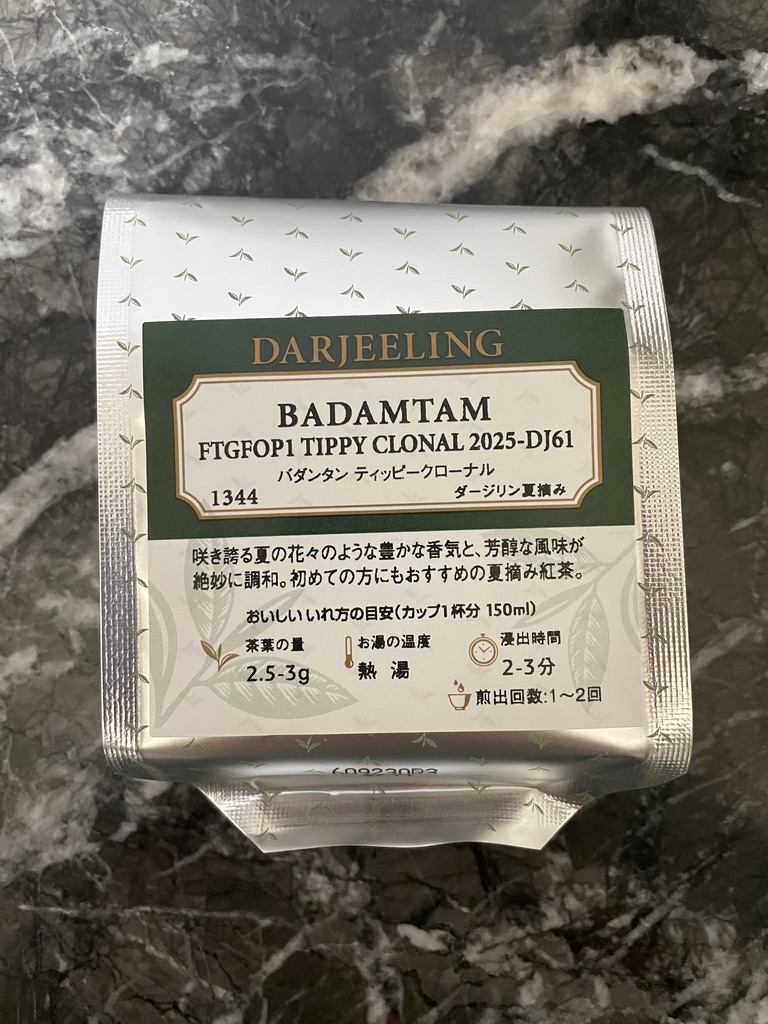 DARJEELING
BADAMTAM
FTGFOP1 TIPPY CLONAL 2025-DJ61
バダンタン ティッピークローナル
1344 ダージリン夏摘み
咲き誇る夏の花々のような豊かな香気と、芳醇な風味が
絶妙に調和。初めての方にもおすすめの夏摘み紅茶。
おいしい いれ方の目安(カップ1杯分 150ml)
茶葉の量 お湯の温度 浸出時間
2.5-3g 熱 湯 2-3分
煎出回数:1〜2回